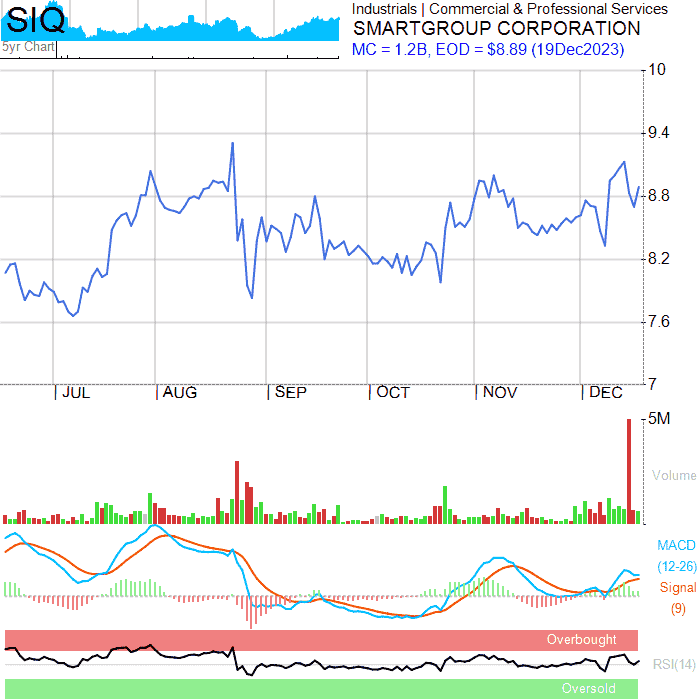 SIQ
5yr Chart
Industrials | Commercial & Professional Services
SMARTGROUP CORPORATION
MC = 1.2B, EOD = $8.89 (19Dec2023)
10
9.4
8.8
8.2
7.6
7
JUL
AUG
SEP
OCT
NOV
DEC
5M
Volume
MACD
(12-26)
Signal
(9)
Overbought
RSI(14)
Oversold